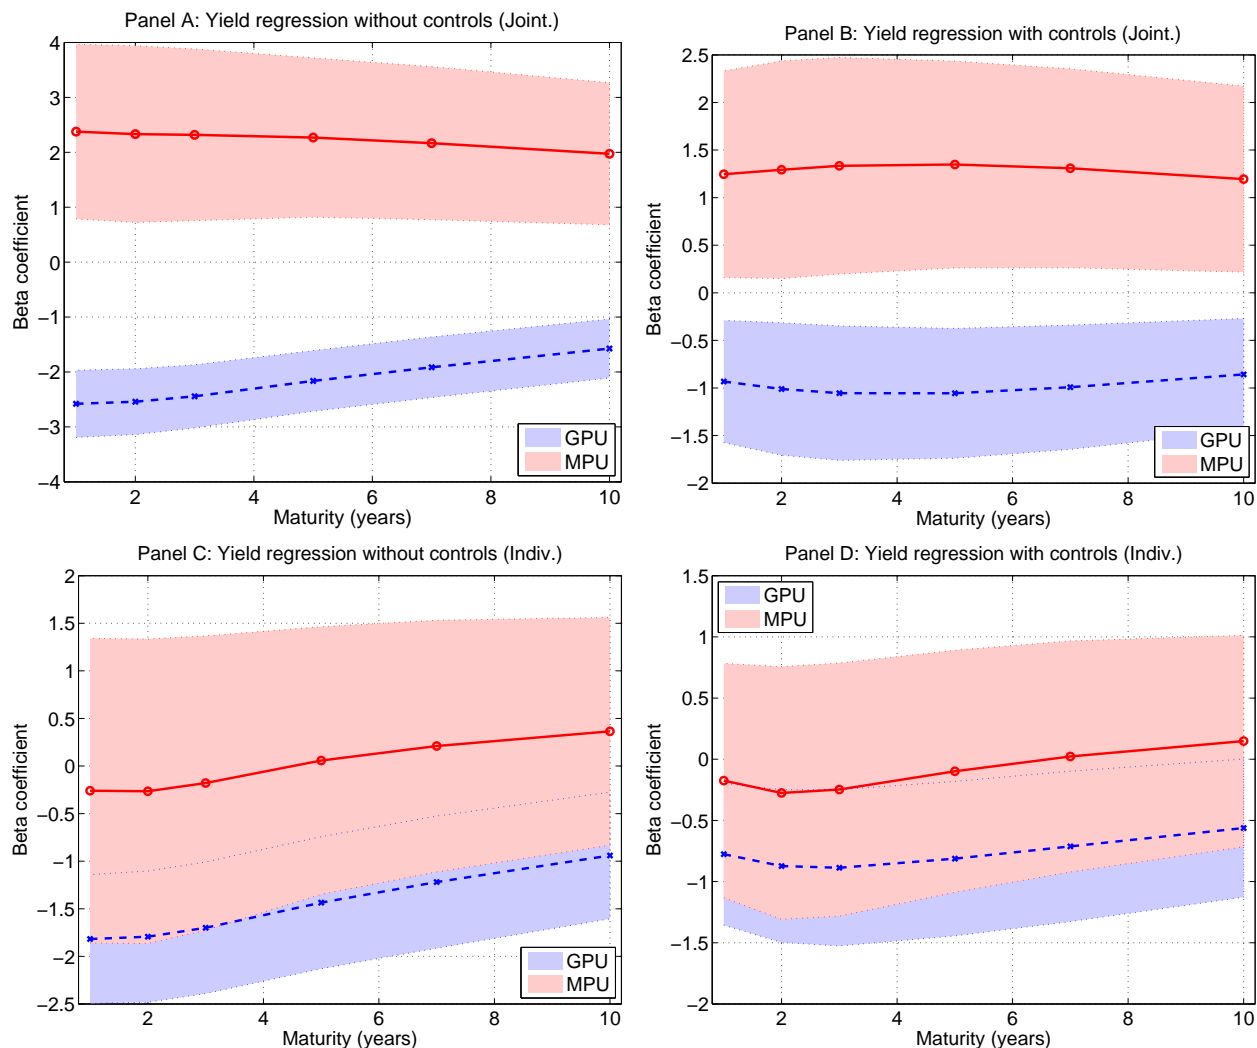 Panel A: Yield regression without controls (Joint.)
4
3
2
1
0
−1
−2
−3
−4
Beta coefficient
2
4
6
8
10
Maturity (years)
GPU
MPU
Panel B: Yield regression with controls (Joint.)
2.5
2
1.5
1
0.5
0
−0.5
−1
−1.5
−2
Beta coefficient
2
4
6
8
10
Maturity (years)
GPU
MPU
Panel C: Yield regression without controls (Indiv.)
2
1.5
1
0.5
0
−0.5
−1
−1.5
−2
−2.5
Beta coefficient
2
4
6
8
10
Maturity (years)
GPU
MPU
Panel D: Yield regression with controls (Indiv.)
1.5
1
0.5
0
−0.5
−1
−1.5
−2
Beta coefficient
2
4
6
8
10
Maturity (years)
GPU
MPU